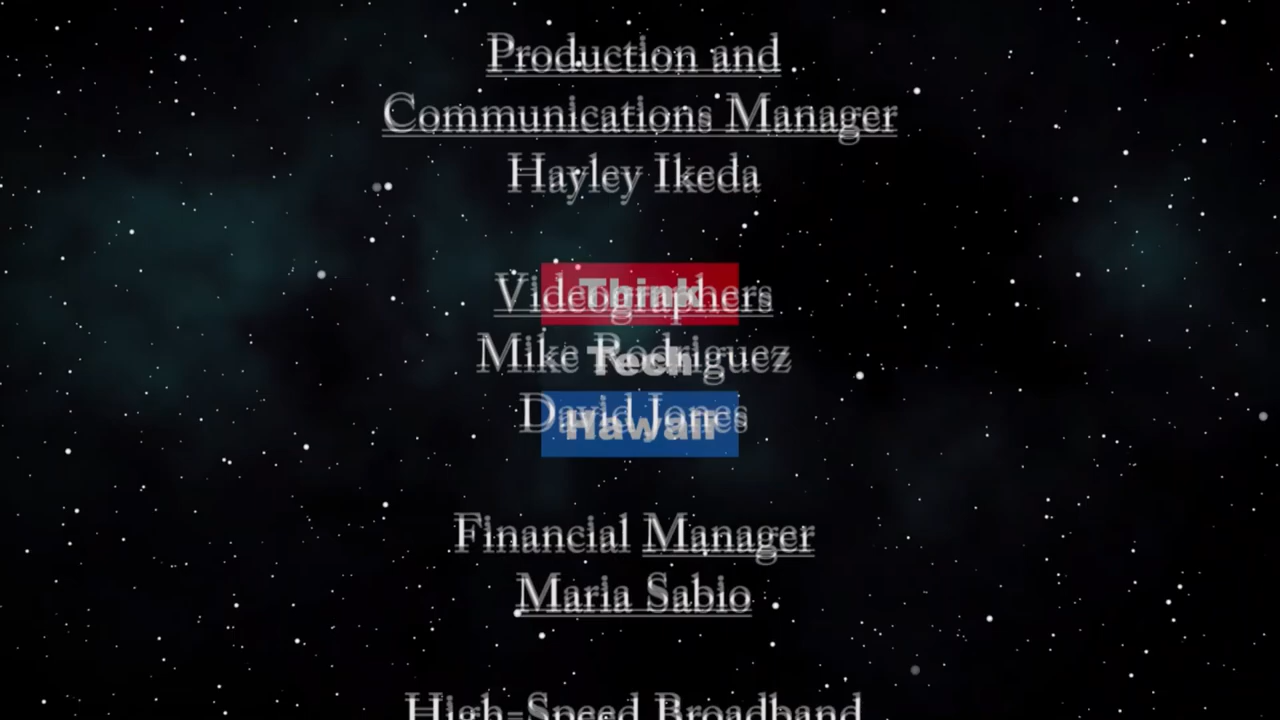 Production and
Communications Manager
Hayley Ikeda
Think
Videographers
Mike Rodriguez
Tech
David Jones
Hawaii
Financial Manager
Maria Sabio
High-Speed Broadband